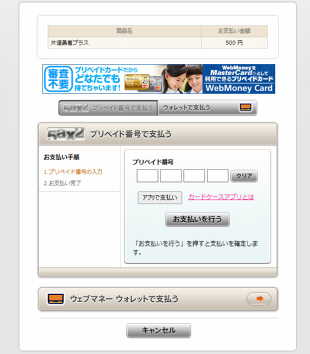 商品名 お支払い金額
片道勇者プラス 500 円
審査不要 プリペイドカードだから どなたでも 持ちゃいます!
WebMoneyを MasterCardとして 利用できるプリペイドカード
WebMoney Card
プリペイド番号で支払う ウォレットで支払う
プリペイド番号で支払う
お支払い手順
1.プリペイド番号の入力
2.お支払い完了
プリペイド番号
クリア
アプリで支払い カードケースアプリとは
お支払いを行う
「お支払いを行う」を押すと支払いを確定しま
す。
ウェブマネー ウォレットで支払う
キャンセル